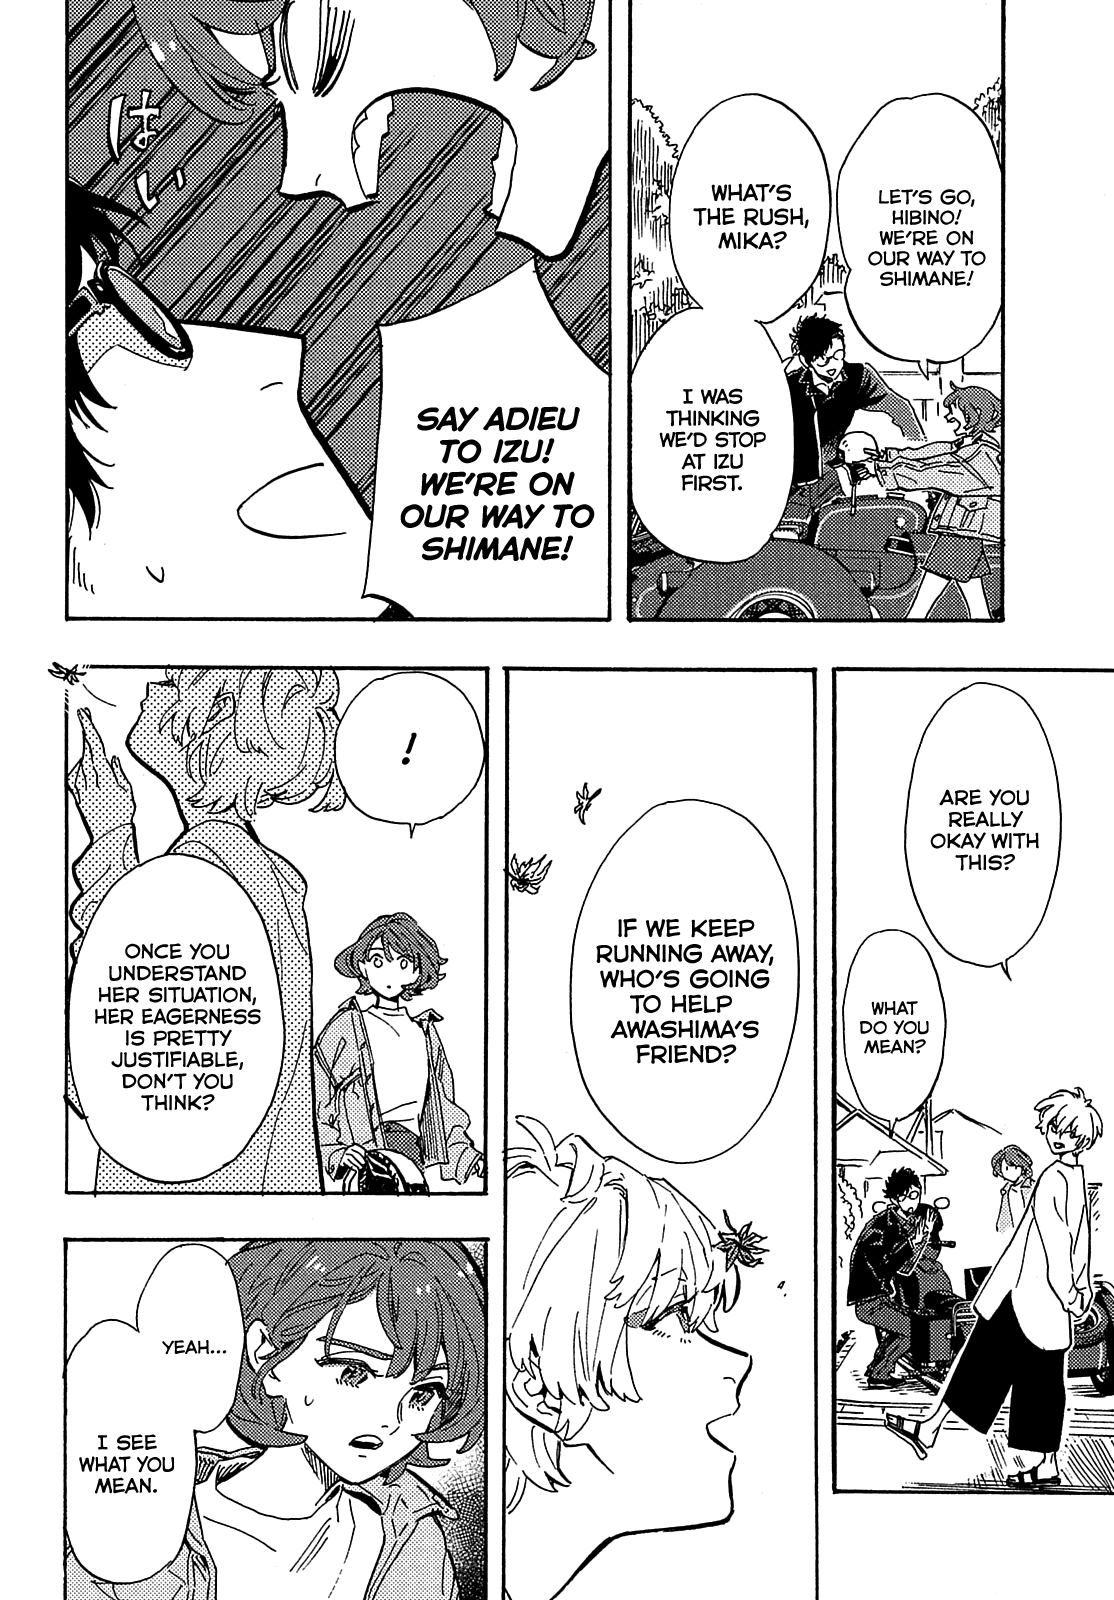 LET'S GO,
HIBINO!
WE'RE ON
OUR WAY TO
SHIMANE!
WHAT'S
THE RUSH,
MIKA?
I WAS
THINKING
WE'D STOP
AT IZU
FIRST.
SAY ADIEU
TO IZU!
WE'RE ON
OUR WAY TO
SHIMANE!
はい
ARE YOU
REALLY
OKAY WITH
THIS?
WHAT
DO YOU
MEAN?
IF WE KEEP
RUNNING AWAY,
WHO'S GOING
TO HELP
AWASHIMA'S
FRIEND?
!
ONCE YOU
UNDERSTAND
HER SITUATION,
HER EAGERNESS
IS PRETTY
JUSTIFIABLE,
DON'T YOU
THINK?
YEAH...
I SEE
WHAT YOU
MEAN.